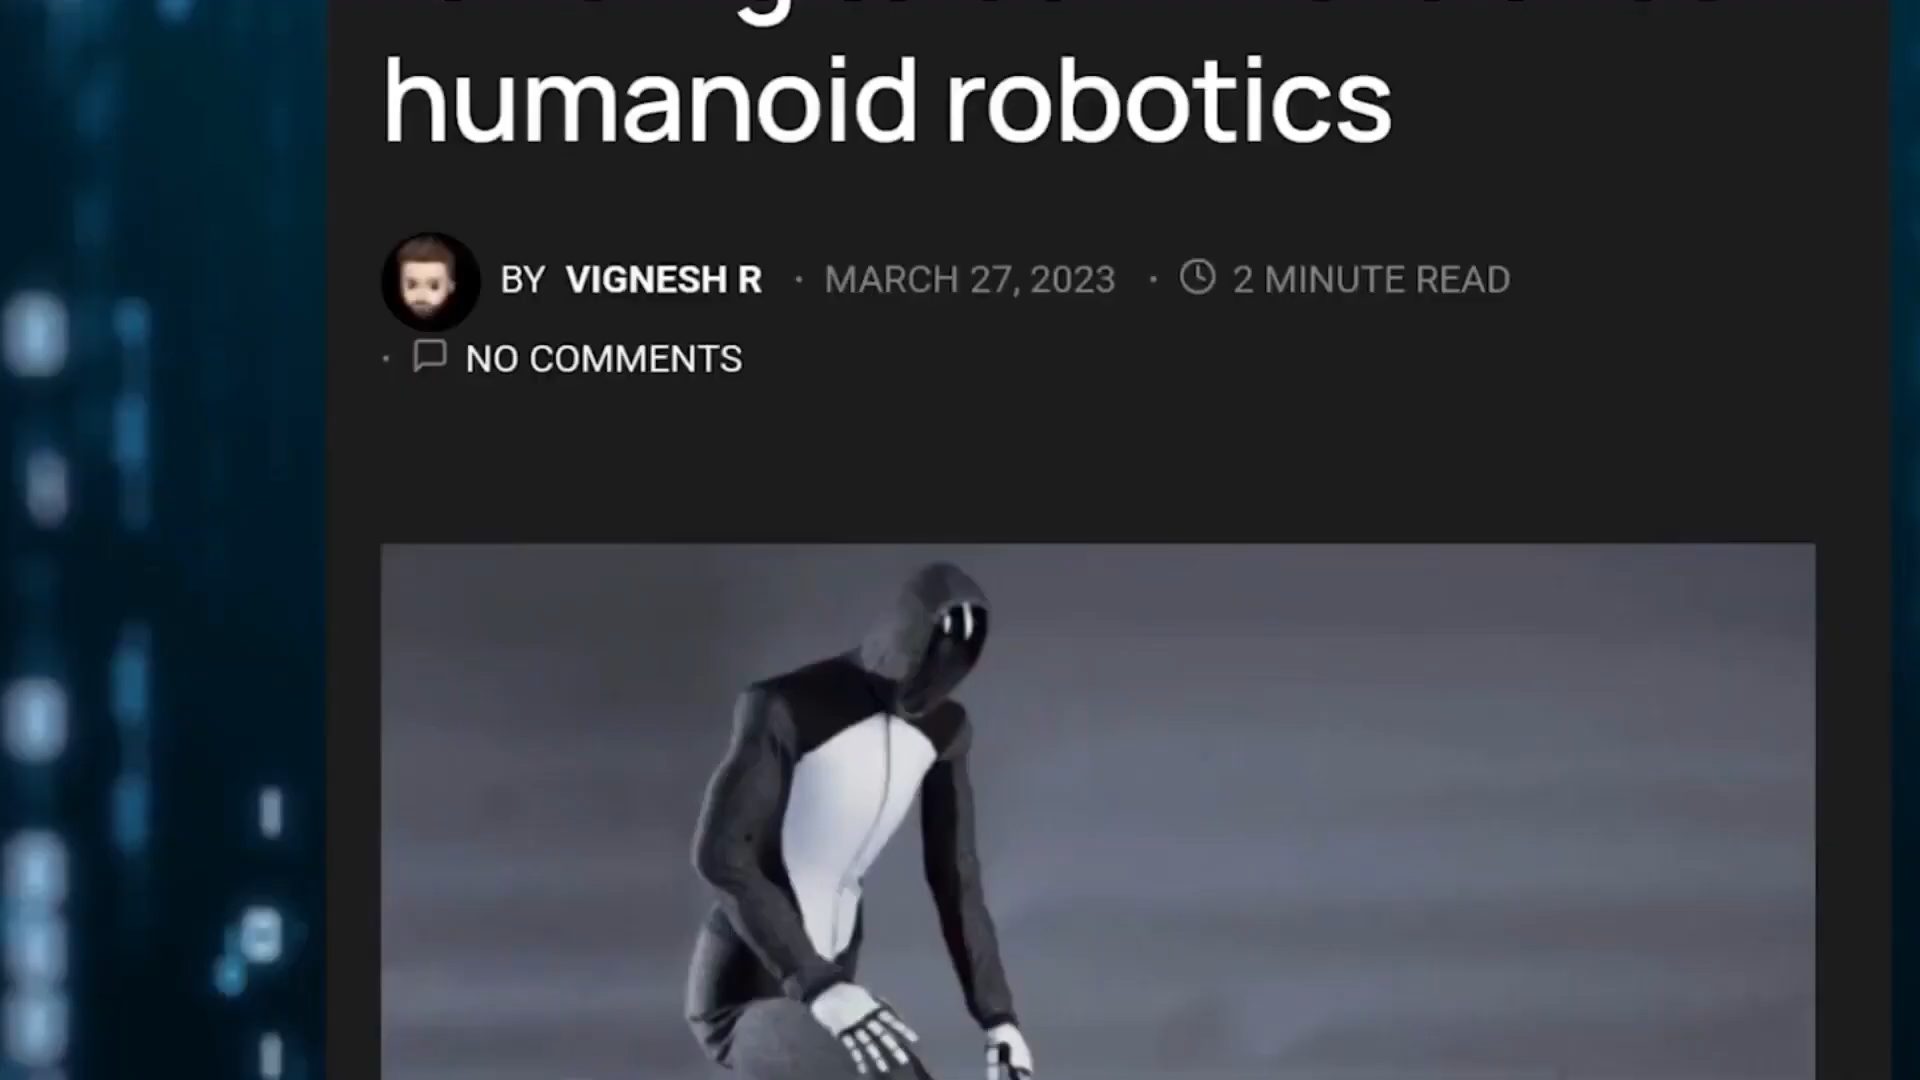 humanoid robotics
BY VIGNESH R · MARCH 27, 2023 · 2 MINUTE READ
· NO COMMENTS